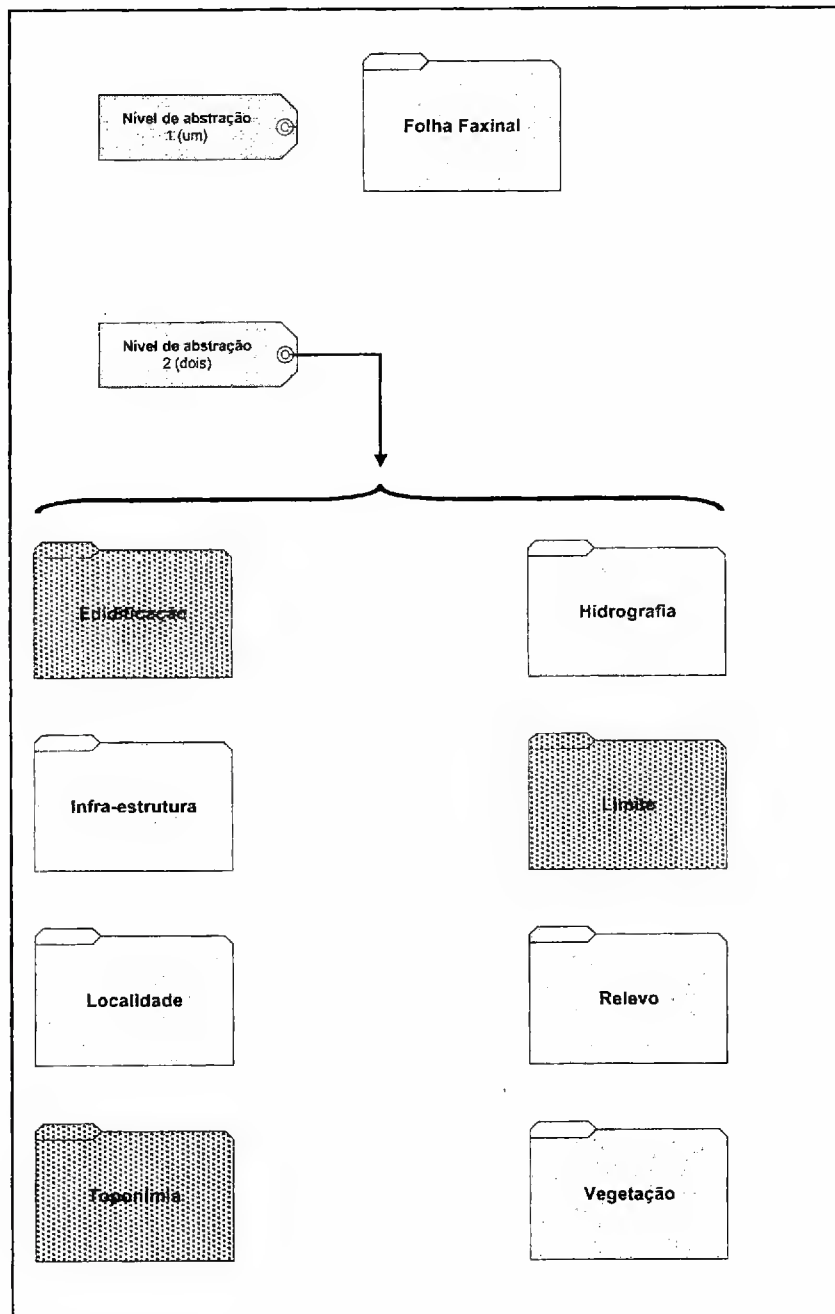 Nível de abstração
1 (um)
Folha Faxinal
Nível de abstração
2 (dois)
Edidificação
Hidrografia
Infra-estrutura
Limite
Localidade
Relevo
Toponímia
Vegetação